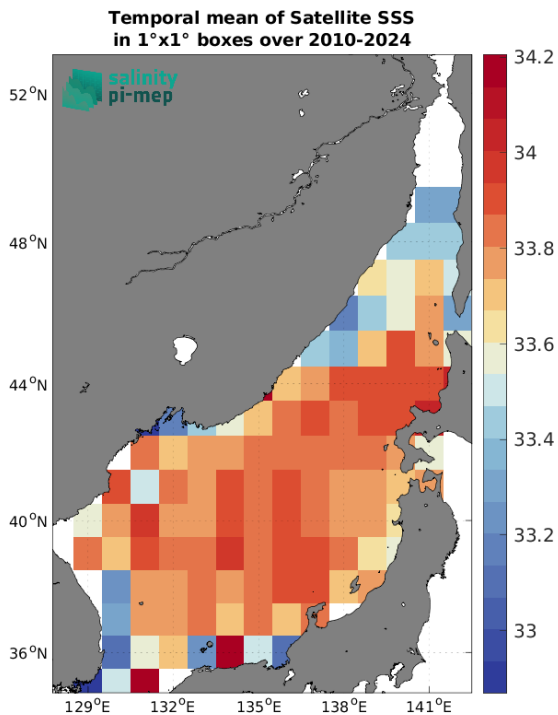 Temporal mean of Satellite SSS
in 1°x1° boxes over 2010-2024
salinity
pi-mep
52°N
48°N
44°N
40°N
36°N
129°E
132°E
135°E
138°E
141°E
34.2
34
33.8
33.6
33.4
33.2
33